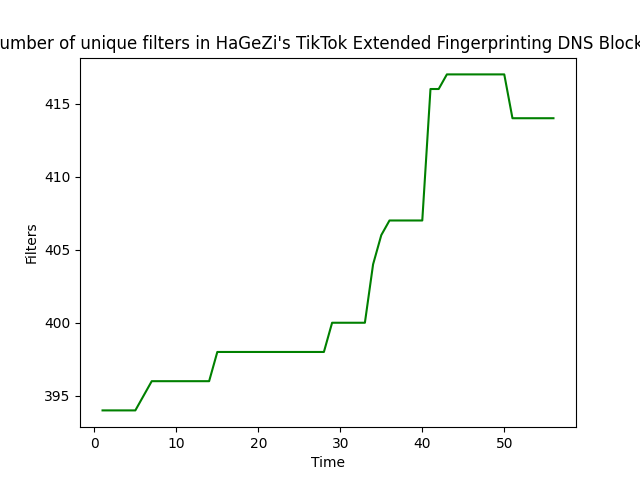 umber of unique filters in HaGeZi's TikTok Extended Fingerprinting DNS Block
415
410
405
400
395
Filters
0 10 20 30 40 50
Time